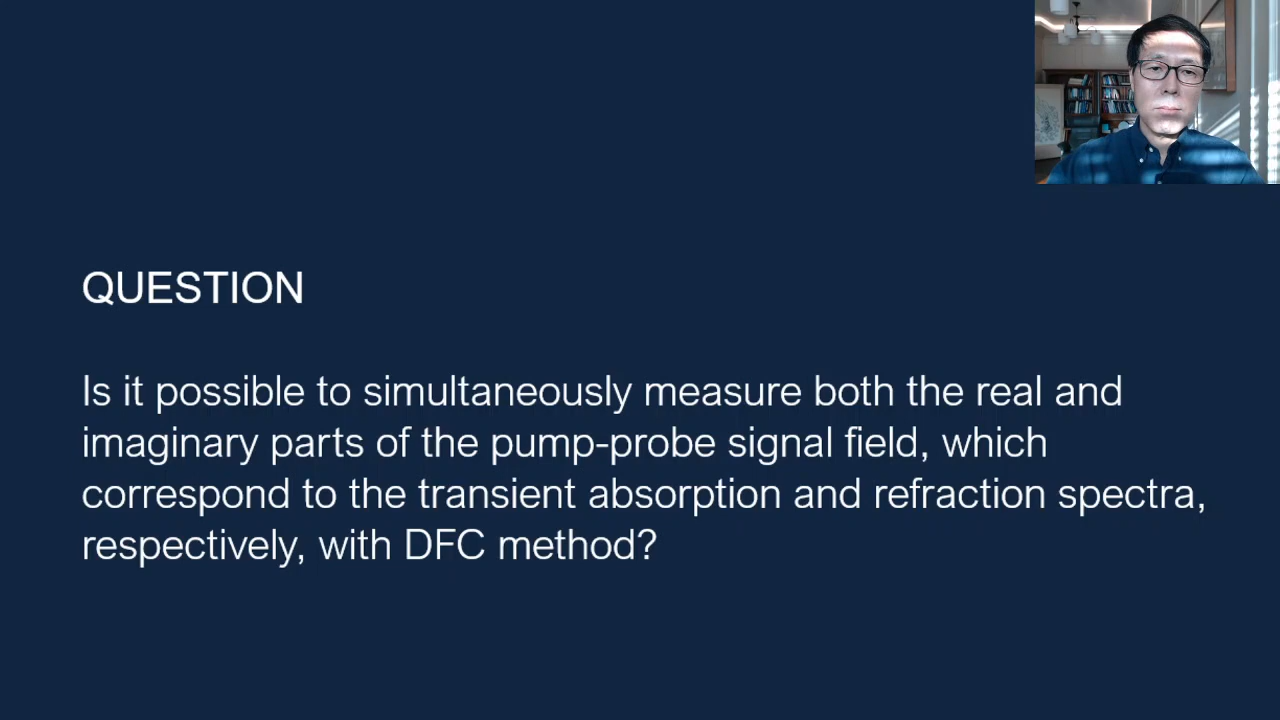 QUESTION
Is it possible to simultaneously measure both the real and
imaginary parts of the pump-probe signal field, which
correspond to the transient absorption and refraction spectra,
respectively, with DFC method?